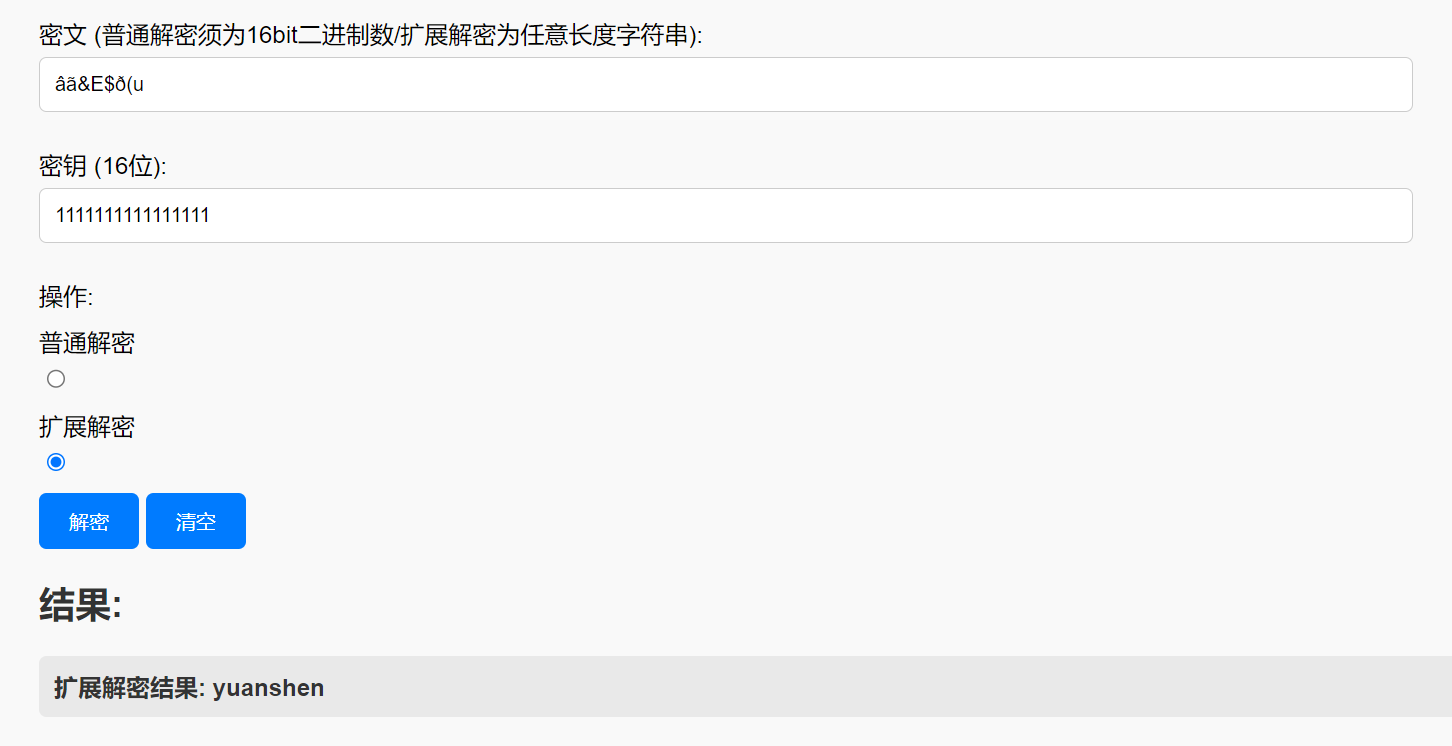 密文 (普通解密须为16bit二进制数/扩展解密为任意长度字符串):
âã&E$ð(u
密钥 (16位):
1111111111111111
操作:
普通解密
扩展解密
解密 清空
结果:
扩展解密结果: yuanshen